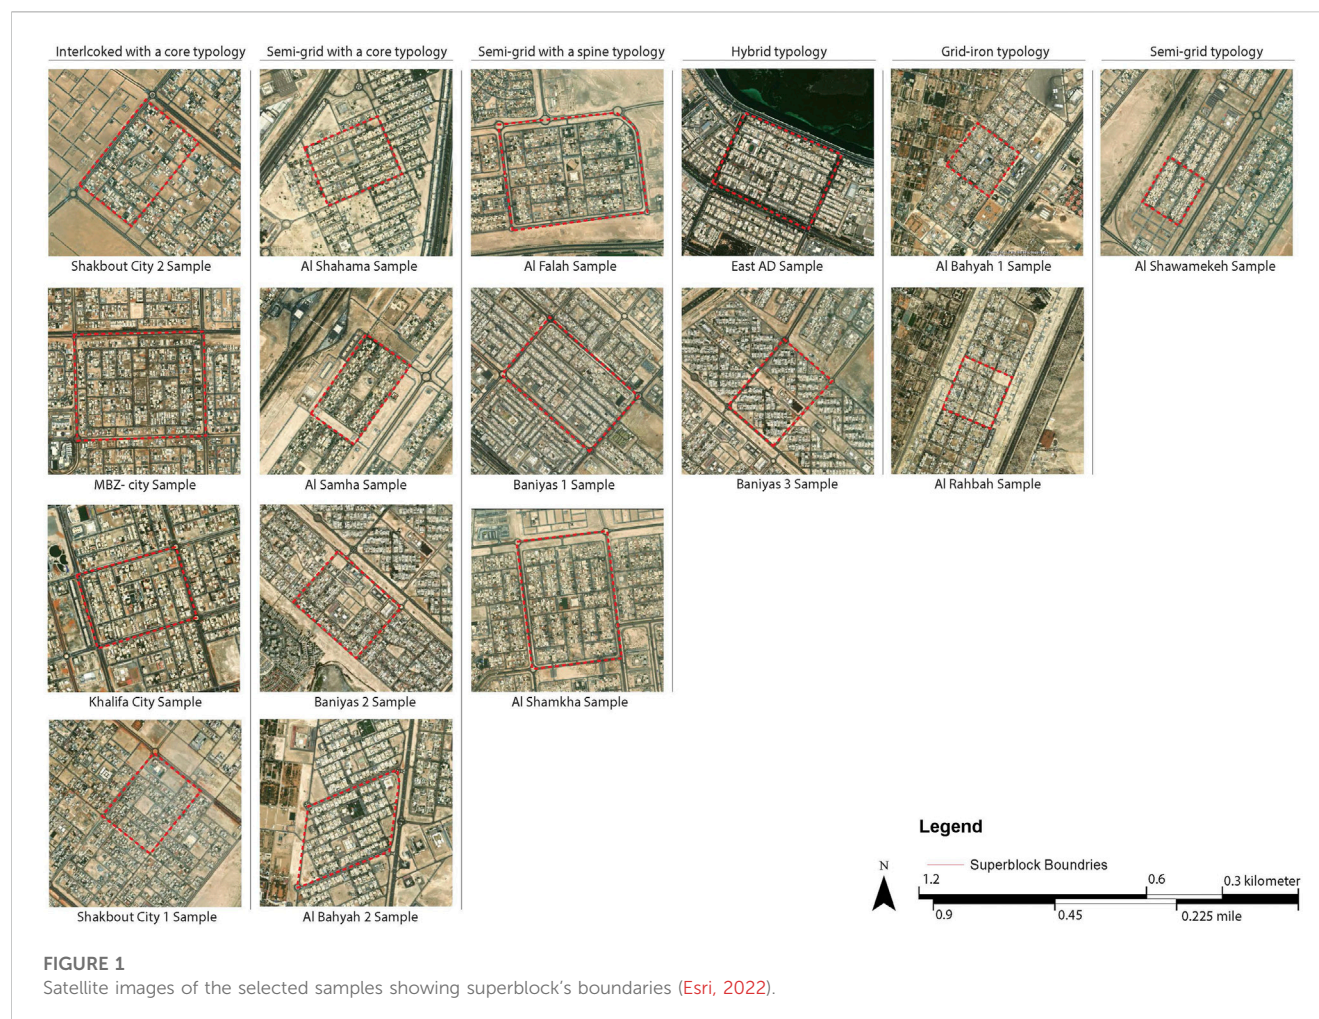 Interlcoked with a core typology
Semi-grid with a core typology
Semi-grid with a spine typology
Hybrid typology
Grid-iron typology
Semi-grid typology
Shakbout City 2 Sample
Al Shahama Sample
Al Falah Sample
East AD Sample
Al Bahyah 1 Sample
Al Shawamekeh Sample
MBZ- city Sample
Al Samha Sample
Baniyas 1 Sample
Baniyas 3 Sample
Al Rahbah Sample
Khalifa City Sample
Baniyas 2 Sample
Al Shamkha Sample
Shakbout City 1 Sample
Al Bahyah 2 Sample
Legend
N
Superblock Boundries
1.2
0.6
0.3 kilometer
0.9
0.45
0.225 mile
FIGURE 1
Satellite images of the selected samples showing superblock's boundaries (Esri, 2022).